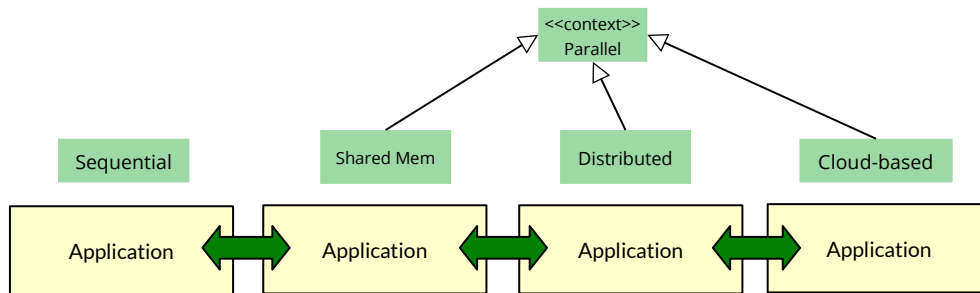 <<context>>
Parallel
Sequential
Shared Mem
Distributed
Cloud-based
Application
Application
Application
Application